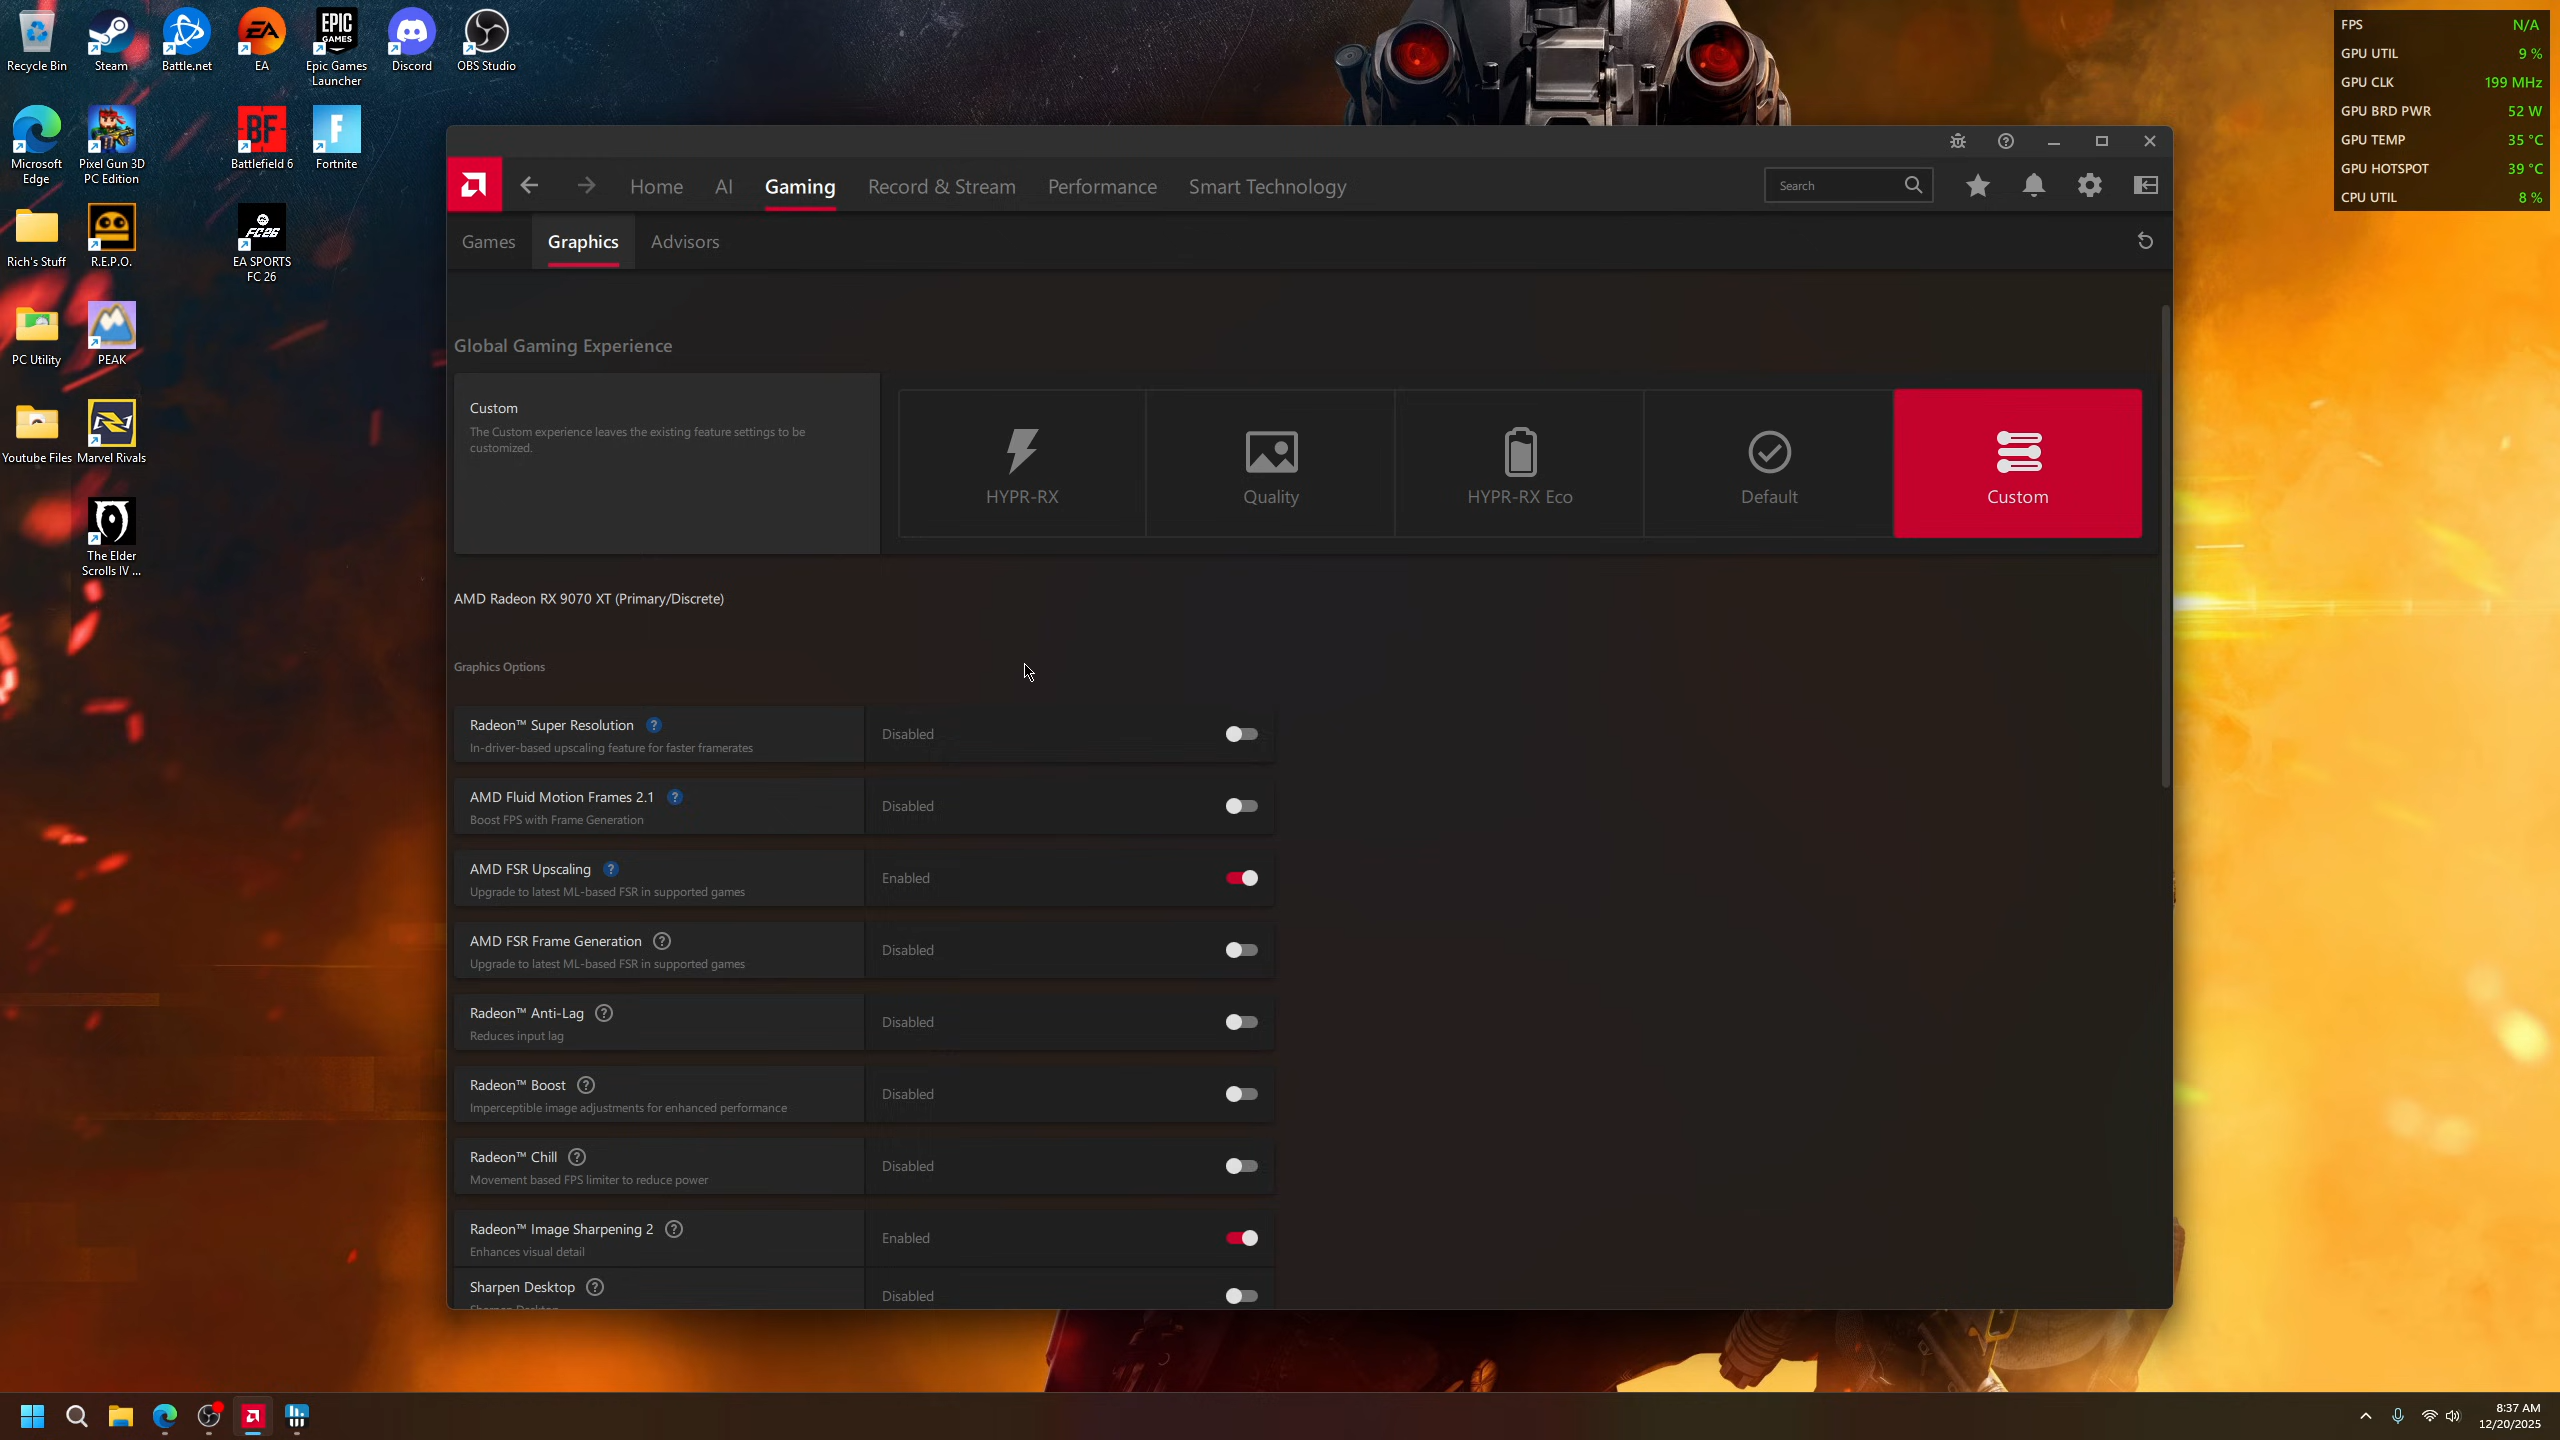 Recycle Bin
Steam
Battle.net
EA
EPIC GAMES
Epic Games
Launcher
Discord
OBS Studio
Microsoft
Edge
Pixel Gun 3D
PC Edition
BF
Battlefield 6
F
Fortnite
Rich's Stuff
R.E.P.O.
FC26
EA SPORTS
FC 26
PC Utility
PEAK
Youtube Files
Marvel Rivals
The Elder
Scrolls IV ...
FPS N/A
GPU UTIL 9 %
GPU CLK 199 MHz
GPU BRD PWR 52 W
GPU TEMP 35 °C
GPU HOTSPOT 39 °C
CPU UTIL 8 %
Home
AI
Gaming
Record & Stream
Performance
Smart Technology
Search
Games
Graphics
Advisors
Global Gaming Experience
Custom
The Custom experience leaves the existing feature settings to be
customized.
HYPR-RX
Quality
HYPR-RX Eco
Default
Custom
AMD Radeon RX 9070 XT (Primary/Discrete)
Graphics Options
Radeon™ Super Resolution ?
In-driver-based upscaling feature for faster framerates
Disabled
AMD Fluid Motion Frames 2.1 ?
Boost FPS with Frame Generation
Disabled
AMD FSR Upscaling ?
Upgrade to latest ML-based FSR in supported games
Enabled
AMD FSR Frame Generation ?
Upgrade to latest ML-based FSR in supported games
Disabled
Radeon™ Anti-Lag ?
Reduces input lag
Disabled
Radeon™ Boost ?
Imperceptible image adjustments for enhanced performance
Disabled
Radeon™ Chill ?
Movement based FPS limiter to reduce power
Disabled
Radeon™ Image Sharpening 2 ?
Enhances visual detail
Enabled
Sharpen Desktop ?
Sharpen Desktop
Disabled
8:37 AM
12/20/2025